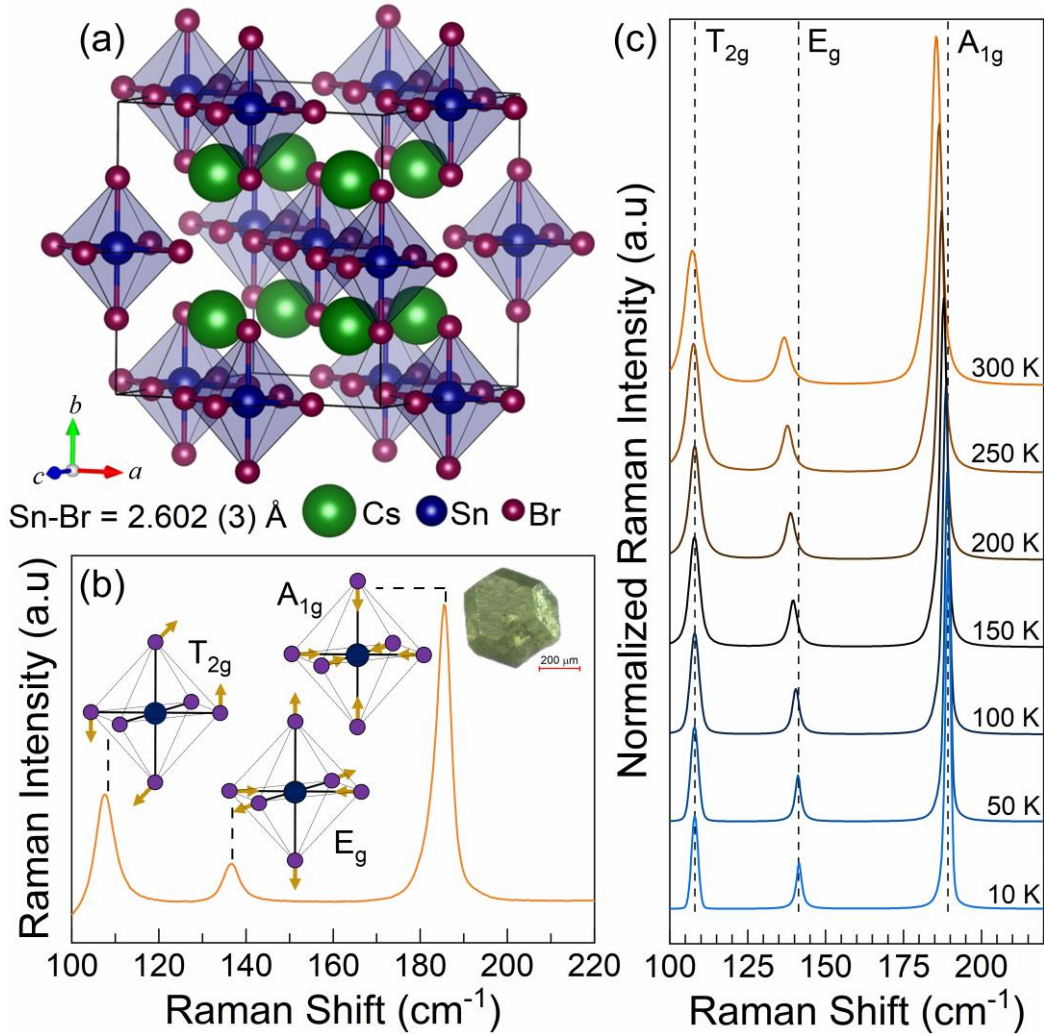 (a)
b
c
a
Sn-Br = 2.602 (3) Å
Cs
Sn
Br
(b)
T2g
A1g
Eg
200 µm
Raman Intensity (a.u)
100 120 140 160 180 200 220
Raman Shift (cm-1)
(c)
T2g
Eg
A1g
300 K
250 K
200 K
150 K
100 K
50 K
10 K
Normalized Raman Intensity (a.u)
100 125 150 175 200
Raman Shift (cm-1)